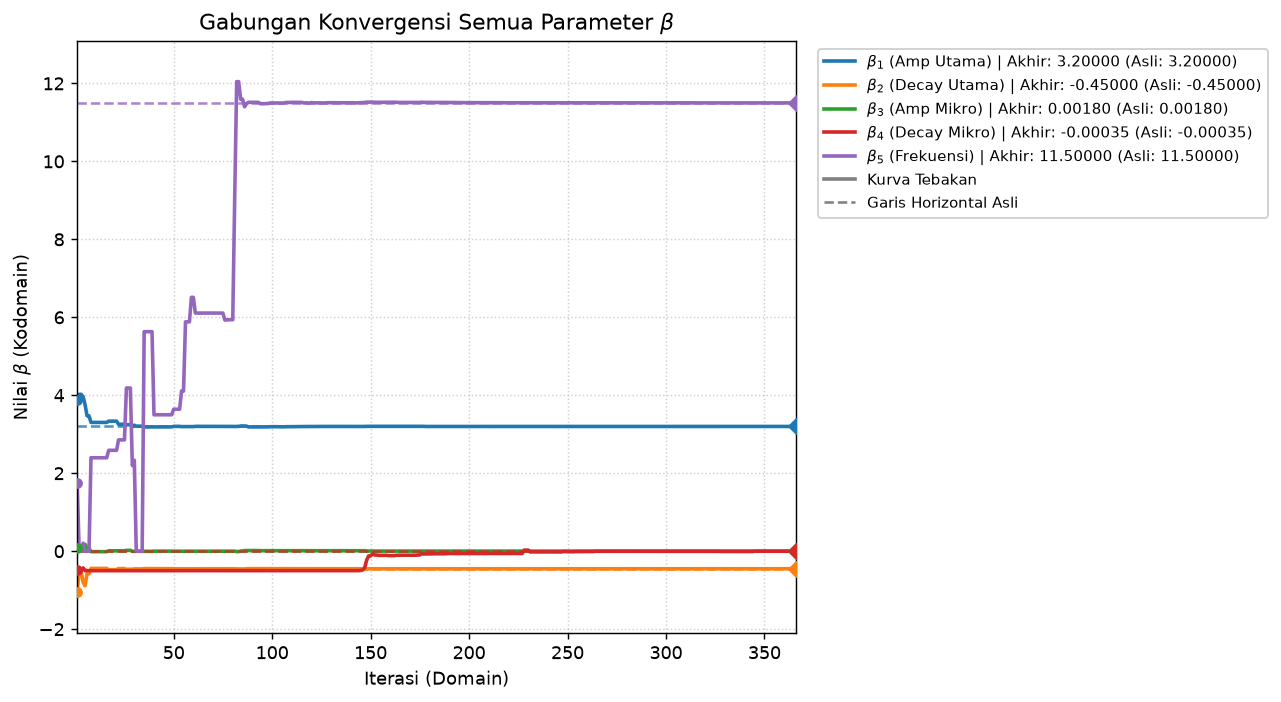 Gabungan Konvergensi Semua Parameter β
β₁ (Amp Utama) | Akhir: 3.20000 (Asli: 3.20000)
β₂ (Decay Utama) | Akhir: -0.45000 (Asli: -0.45000)
β₃ (Amp Mikro) | Akhir: 0.00180 (Asli: 0.00180)
β₄ (Decay Mikro) | Akhir: -0.00035 (Asli: -0.00035)
β₅ (Frekuensi) | Akhir: 11.50000 (Asli: 11.50000)
Kurva Tebakan
Garis Horizontal Asli
Nilai β (Kodomain)
12
10
8
6
4
2
0
−2
50 100 150 200 250 300 350
Iterasi (Domain)